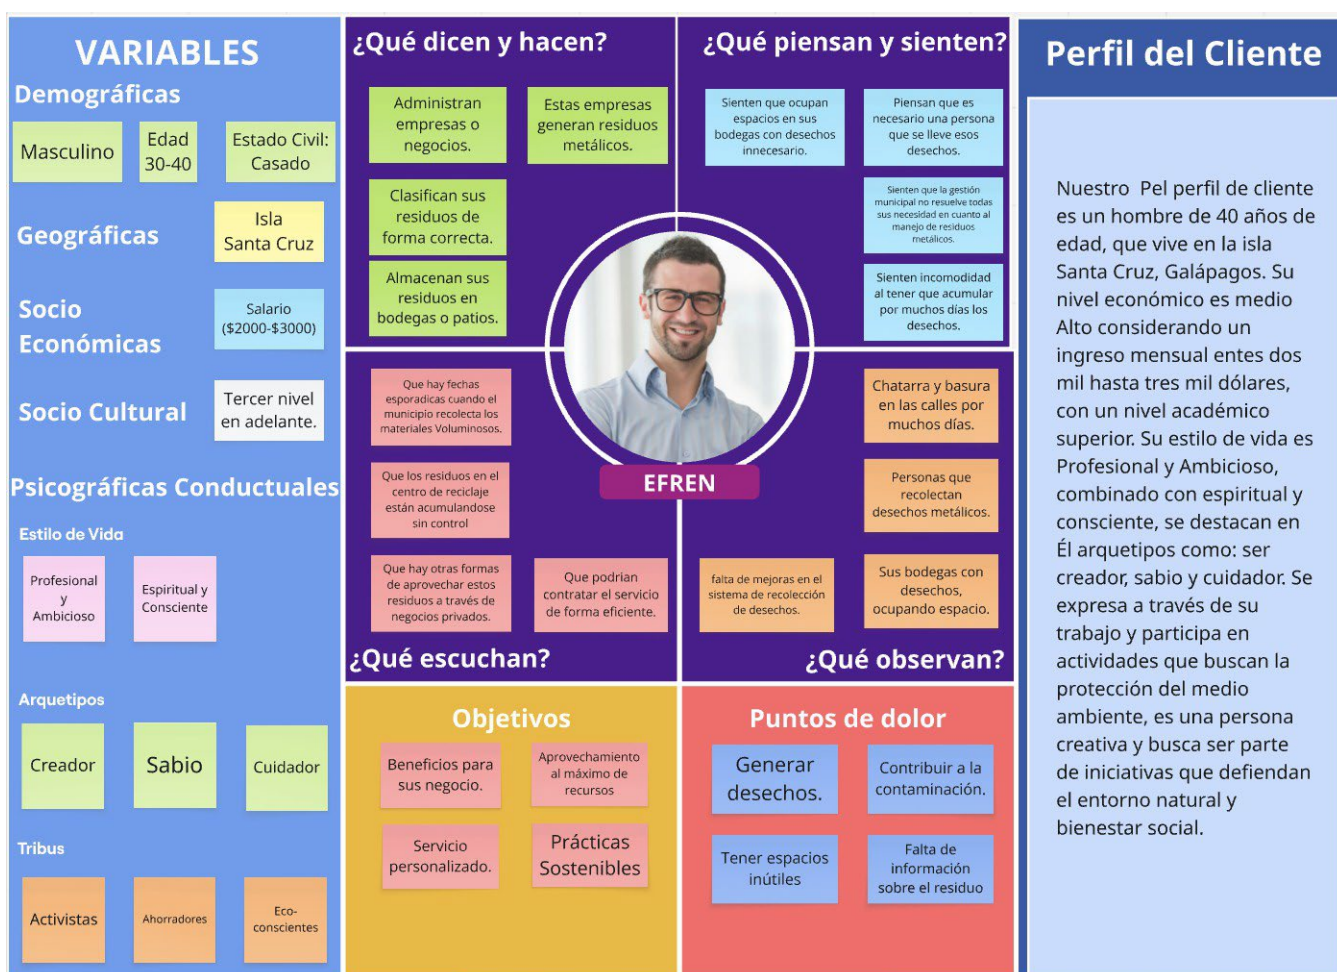 VARIABLES
Demográficas
Masculino
Edad
30-40
Estado Civil:
Casado
Geográficas
Isla
Santa Cruz
Socio
Económicas
Salario
($2000-$3000)
Socio Cultural
Tercer nivel
en adelante.
Psicográficas Conductuales
Estilo de Vida
Profesional
y
Ambicioso
Espiritual y
Consciente
Arquetipos
Creador
Sabio
Cuidador
Tribus
Activistas
Ahorradores
Eco-
conscientes
¿Qué dicen y hacen?
Administran
empresas o
negocios.
Estas empresas
generan residuos
metálicos.
Clasifican sus
residuos de
forma correcta.
Almacenan sus
residuos en
bodegas o patios.
¿Qué piensan y sienten?
Sienten que ocupan
espacios en sus
bodegas con desechos
innecesario.
Piensan que es
necesario una persona
que se lleve esos
desechos.
Sienten que la gestión
municipal no resuelve todas
sus necesidad en cuanto al
manejo de residuos
metálicos.
Sienten incomodidad
al tener que acumular
por muchos días los
desechos.
EFREN
Que hay fechas
esporadicas cuando el
municipio recolecta los
materiales Voluminosos.
Que los residuos en el
centro de reciclaje
están acumulandose
sin control
Que hay otras formas
de aprovechar estos
residuos a través de
negocios privados.
Que podrian
contratar el servicio
de forma eficiente.
¿Qué escuchan?
Chatarra y basura
en las calles por
muchos días.
Personas que
recolectan
desechos metálicos.
falta de mejoras en el
sistema de recolección
de desechos.
Sus bodegas con
desechos,
ocupando espacio.
¿Qué observan?
Objetivos
Beneficios para
sus negocio.
Aprovechamiento
al máximo de
recursos
Servicio
personalizado.
Prácticas
Sostenibles
Puntos de dolor
Generar
desechos.
Contribuir a la
contaminación.
Tener espacios
inútiles
Falta de
información
sobre el residuo
Perfil del Cliente
Nuestro Pel perfil de cliente
es un hombre de 40 años de
edad, que vive en la isla
Santa Cruz, Galápagos. Su
nivel económico es medio
Alto considerando un
ingreso mensual entes dos
mil hasta tres mil dólares,
con un nivel académico
superior. Su estilo de vida es
Profesional y Ambicioso,
combinado con espiritual y
consciente, se destacan en
Él arquetipos como: ser
creador, sabio y cuidador. Se
expresa a través de su
trabajo y participa en
actividades que buscan la
protección del medio
ambiente, es una persona
creativa y busca ser parte
de iniciativas que defiendan
el entorno natural y
bienestar social.